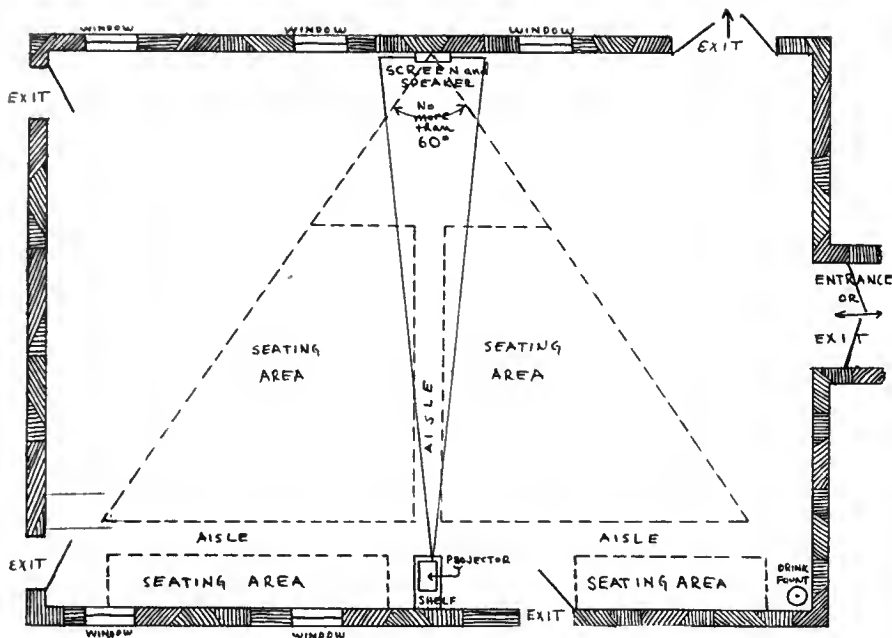 WINDOW
WINDOW
WINDOW
EXIT
EXIT
SCREEN and
SPEAKER
No
more
than
60°
ENTRANCE
OR
EXIT
SEATING
AREA
SEATING
AREA
AISLE
AISLE
AISLE
EXIT
SEATING AREA
PROJECTOR
SHELF
SEATING AREA
DRINK
FOUNT
EXIT
WINDOW
WINDOW